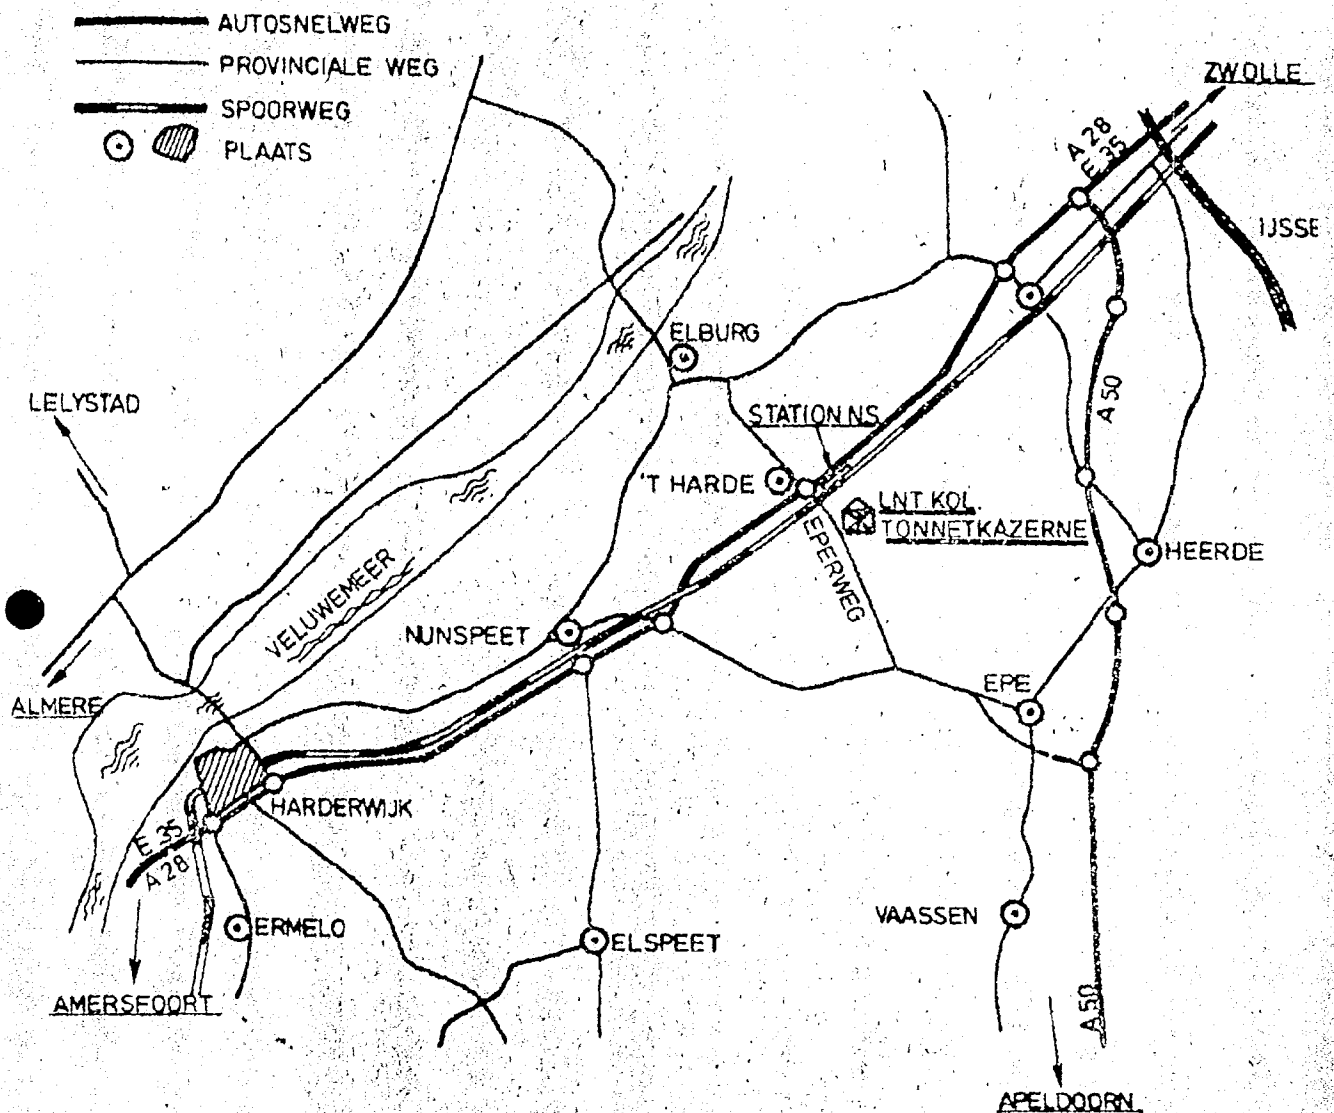 AUTOSNELWEG
PROVINCIALE WEG
SPOORWEG
PLAATS
ZWOLLE
A 28
E 35
IJSSE
ELBURG
LELYSTAD
A 50
STATION NS
'T HARDE
LNT KOL.
TONNETKAZERNE
EPERWEG
HEERDE
VELUWEMEER
NUNSPEET
EPE
ALMERE
HARDERWIJK
E 35
A 28
VAASSEN
ERMELO
ELSPEET
AMERSFOORT
A 50
APELDOORN